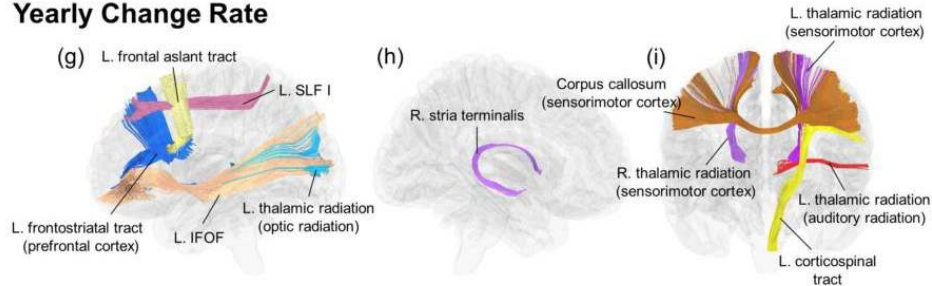 Yearly Change Rate
(g)
L. frontal aslant tract
L. SLF I
L. frontostriatal tract
(prefrontal cortex)
L. IFOF
L. thalamic radiation
(optic radiation)
(h)
R. stria terminalis
(i)
L. thalamic radiation
(sensorimotor cortex)
Corpus callosum
(sensorimotor cortex)
R. thalamic radiation
(sensorimotor cortex)
L. thalamic radiation
(auditory radiation)
L. corticospinal
tract